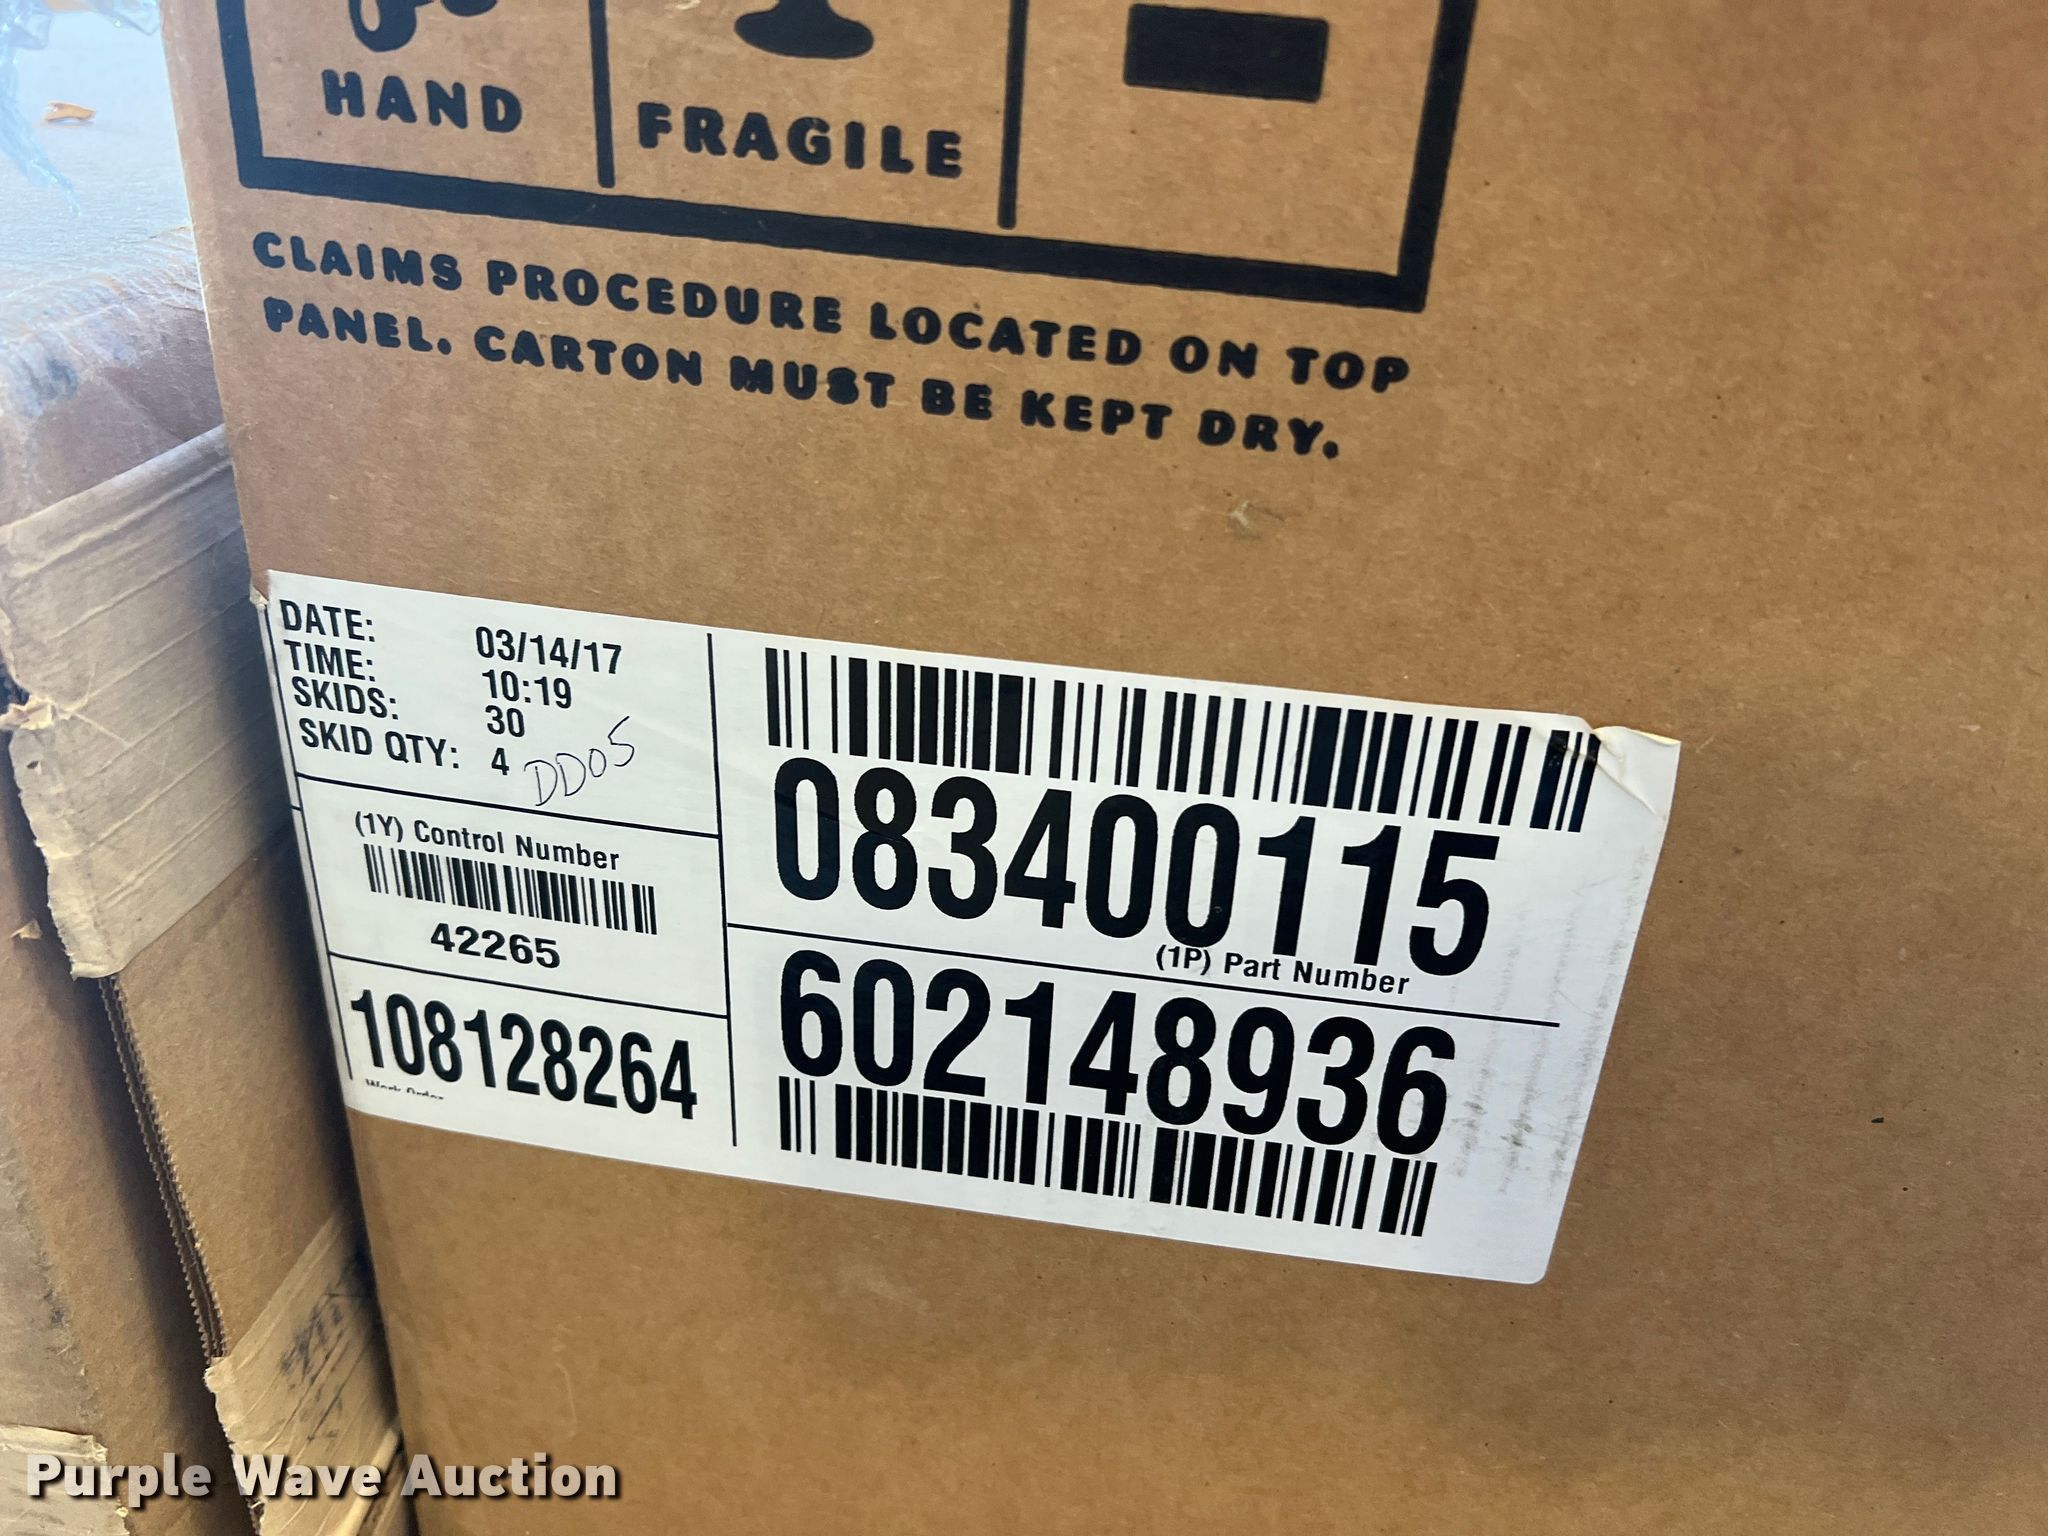 HAND
FRAGILE
CLAIMS PROCEDURE LOCATED ON TOP
PANEL. CARTON MUST BE KEPT DRY.
DATE: 03/14/17
TIME: 10:19
SKIDS: 30
SKID QTY: 4 DD05
(1Y) Control Number
42265
108128264
Work Order
083400115
(1P) Part Number
602148936
Purple Wave Auction